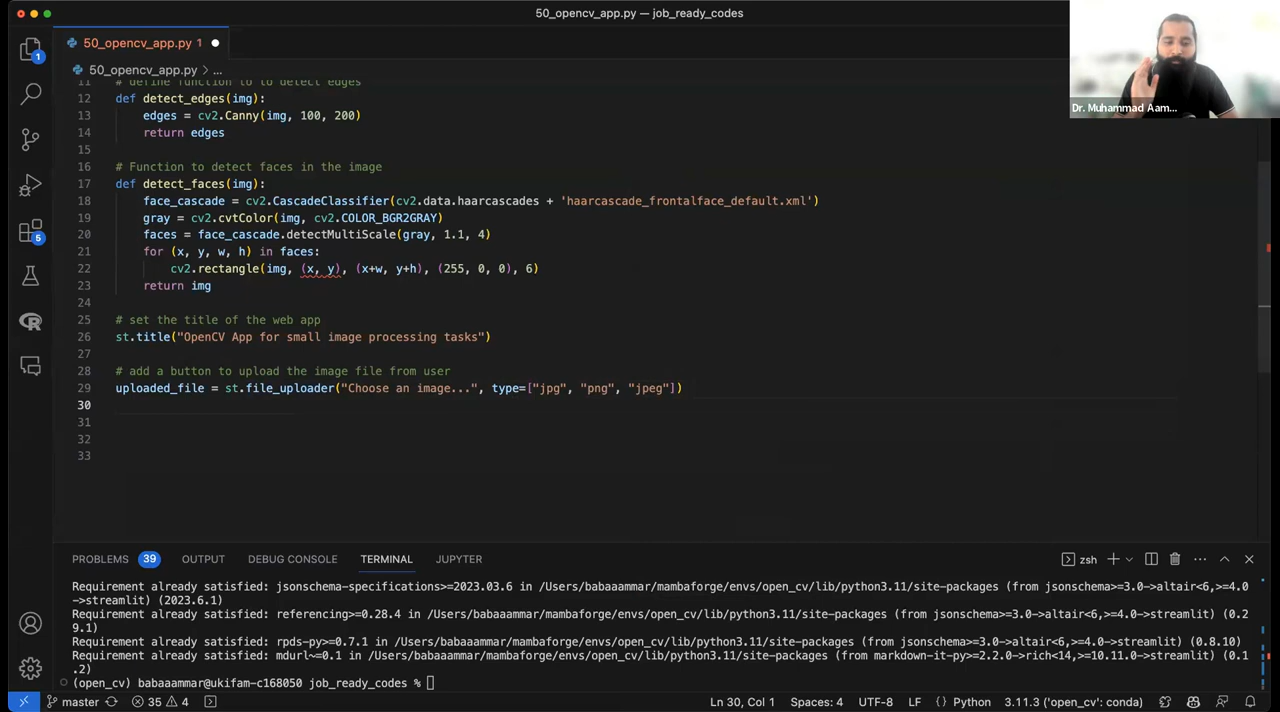 50_opencv_app.py — job_ready_codes
50_opencv_app.py 1
50_opencv_app.py > ...
Dr. Muhammad Aam...
11 # define function to to detect edges
12 def detect_edges(img):
13 edges = cv2.Canny(img, 100, 200)
14 return edges
15
16 # Function to detect faces in the image
17 def detect_faces(img):
18 face_cascade = cv2.CascadeClassifier(cv2.data.haarcascades + 'haarcascade_frontalface_default.xml')
19 gray = cv2.cvtColor(img, cv2.COLOR_BGR2GRAY)
20 faces = face_cascade.detectMultiScale(gray, 1.1, 4)
21 for (x, y, w, h) in faces:
22 cv2.rectangle(img, (x, y), (x+w, y+h), (255, 0, 0), 6)
23 return img
24
25 # set the title of the web app
26 st.title("OpenCV App for small image processing tasks")
27
28 # add a button to upload the image file from user
29 uploaded_file = st.file_uploader("Choose an image...", type=["jpg", "png", "jpeg"])
30
31
32
33
1
5
PROBLEMS 39 OUTPUT DEBUG CONSOLE TERMINAL JUPYTER zsh
Requirement already satisfied: jsonschema-specifications>=2023.03.6 in /Users/babaaammar/mambaforge/envs/open_cv/lib/python3.11/site-packages (from jsonschema>=3.0->altair<6,>=4.0
->streamlit) (2023.6.1)
Requirement already satisfied: referencing>=0.28.4 in /Users/babaaammar/mambaforge/envs/open_cv/lib/python3.11/site-packages (from jsonschema>=3.0->altair<6,>=4.0->streamlit) (0.2
9.1)
Requirement already satisfied: rpds-py>=0.7.1 in /Users/babaaammar/mambaforge/envs/open_cv/lib/python3.11/site-packages (from jsonschema>=3.0->altair<6,>=4.0->streamlit) (0.8.10)
Requirement already satisfied: mdurl~=0.1 in /Users/babaaammar/mambaforge/envs/open_cv/lib/python3.11/site-packages (from markdown-it-py>=2.2.0->rich<14,>=10.11.0->streamlit) (0.1
.2)
(open_cv) babaaammar@ukifam-c168050 job_ready_codes %
master 35 4 Ln 30, Col 1 Spaces: 4 UTF-8 LF {} Python 3.11.3 ('open_cv': conda)